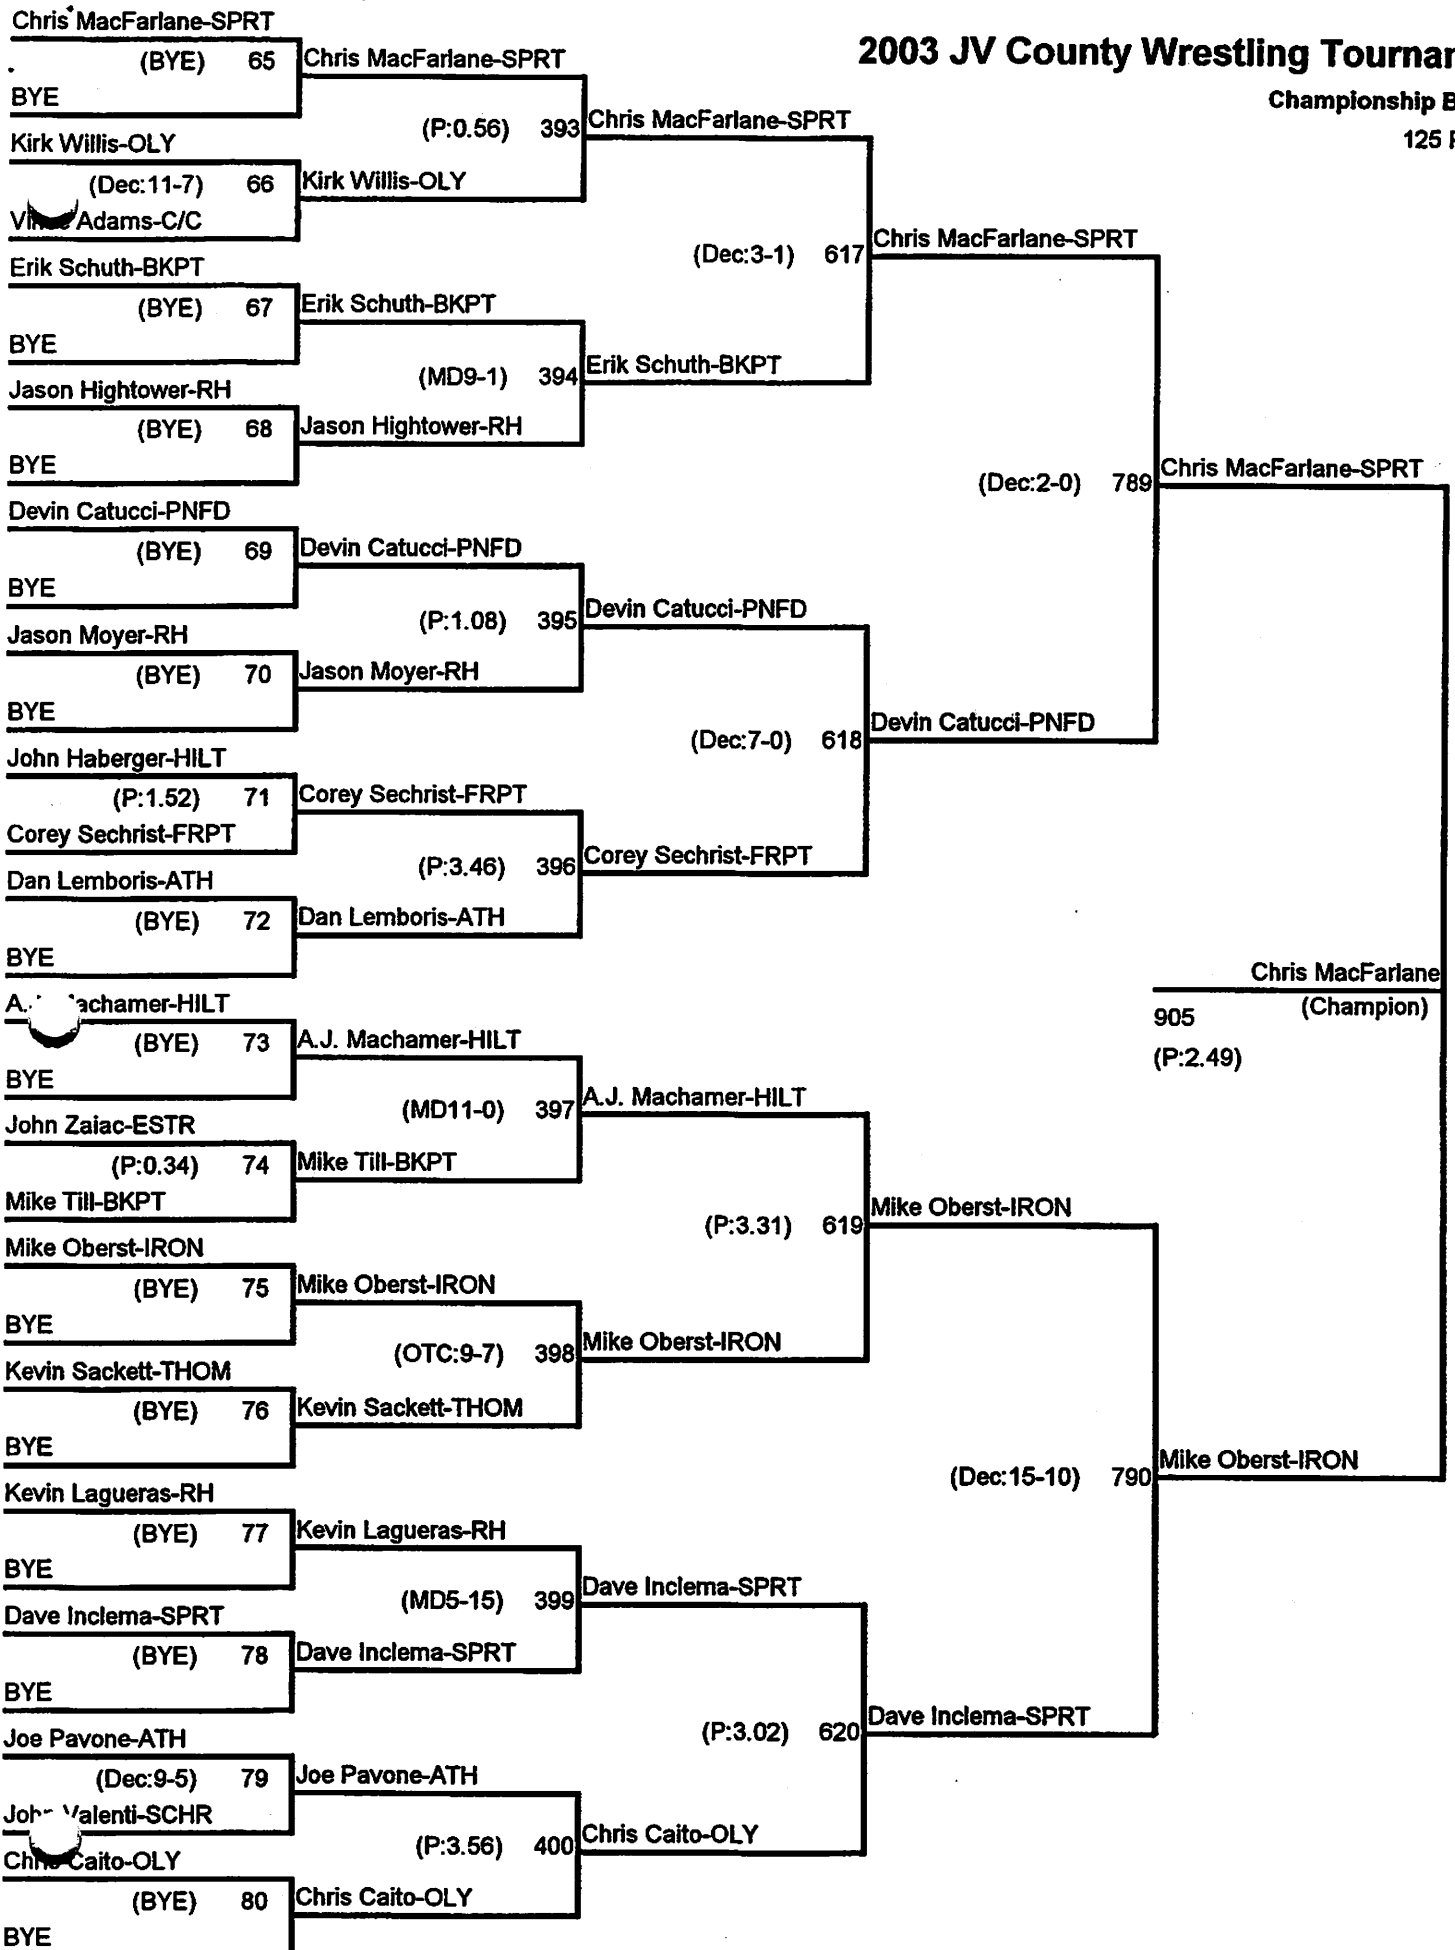 2003 JV County Wrestling
Championship
125
Chris MacFarlane-SPRT
(BYE) 65
BYE
Kirk Willis-OLY
(Dec:11-7) 66
Adams-C/C
Erik Schuth-BKPT
(BYE) 67
BYE
Jason Hightower-RH
(BYE) 68
BYE
Devin Catucci-PNFD
(BYE) 69
BYE
Jason Moyer-RH
(BYE) 70
BYE
John Haberger-HILT
(P:1.52) 71
Corey Sechrist-FRPT
Dan Lemboris-ATH
(BYE) 72
BYE
A.J. Machamer-HILT
(BYE) 73
BYE
John Zaiac-ESTR
(P:0.34) 74
Mike Till-BKPT
Mike Oberst-IRON
(BYE) 75
BYE
Kevin Sackett-THOM
(BYE) 76
BYE
Kevin Lagueras-RH
(BYE) 77
BYE
Dave Inclema-SPRT
(BYE) 78
BYE
Joe Pavone-ATH
(Dec:9-5) 79
John Valenti-SCHR
Chris Caito-OLY
(BYE) 80
BYE
Chris MacFarlane-SPRT
(P:0.56) 393
Kirk Willis-OLY
Erik Schuth-BKPT
(MD9-1) 394
Jason Hightower-RH
Devin Catucci-PNFD
(P:1.08) 395
Jason Moyer-RH
Corey Sechrist-FRPT
(P:3.46) 396
Dan Lemboris-ATH
A.J. Machamer-HILT
(MD11-0) 397
Mike Till-BKPT
Mike Oberst-IRON
(OTC:9-7) 398
Kevin Sackett-THOM
Kevin Lagueras-RH
(MD5-15) 399
Dave Inclema-SPRT
Joe Pavone-ATH
(P:3.56) 400
Chris Caito-OLY
Chris MacFarlane-SPRT
(Dec:3-1) 617
Erik Schuth-BKPT
Devin Catucci-PNFD
(Dec:7-0) 618
Corey Sechrist-FRPT
A.J. Machamer-HILT
(P:3.31) 619
Mike Oberst-IRON
Dave Inclema-SPRT
(P:3.02) 620
Chris Caito-OLY
Chris MacFarlane-SPRT
(Dec:2-0) 789
Devin Catucci-PNFD
Mike Oberst-IRON
(Dec:15-10) 790
Dave Inclema-SPRT
Chris MacFarlane-SPRT
Chris MacFarlane
905 (Champion)
(P:2.49)
Mike Oberst-IRON